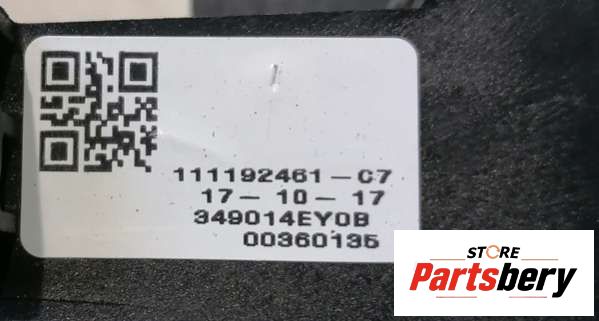 111192461-C7
17-10-17
349014EY0B
00360135
STORE
Partsbery